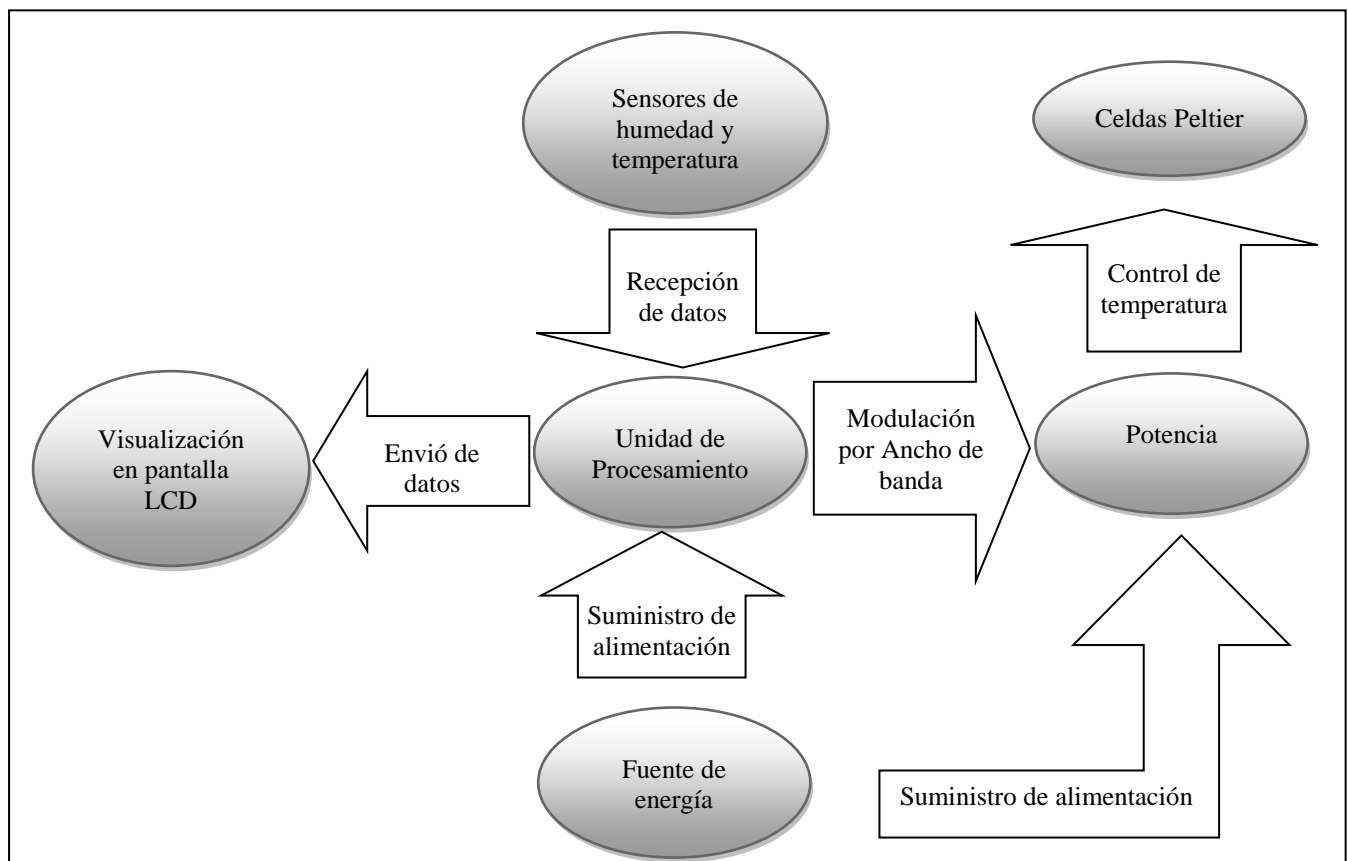 Sensores de
humedad y
temperatura
Celdas Peltier
Recepción
de datos
Control de
temperatura
Visualización
en pantalla
LCD
Envió de
datos
Unidad de
Procesamiento
Modulación
por Ancho de
banda
Potencia
Suministro de
alimentación
Fuente de
energía
Suministro de alimentación